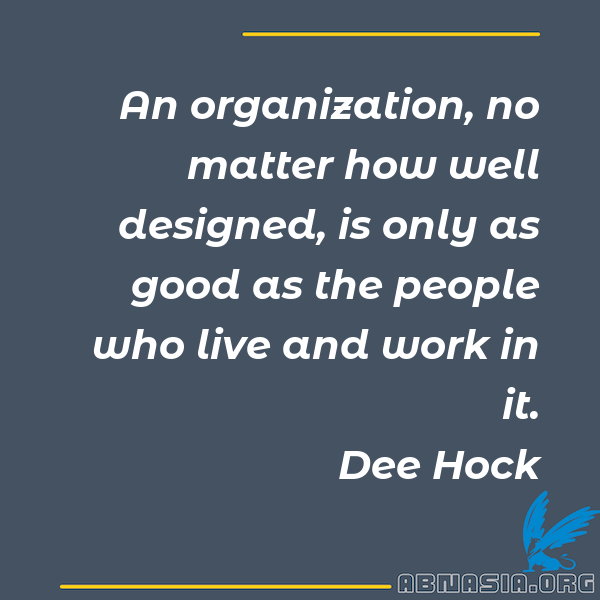 An organization, no
matter how well
designed, is only as
good as the people
who live and work in
it.
Dee Hock
ABNASIA.ORG